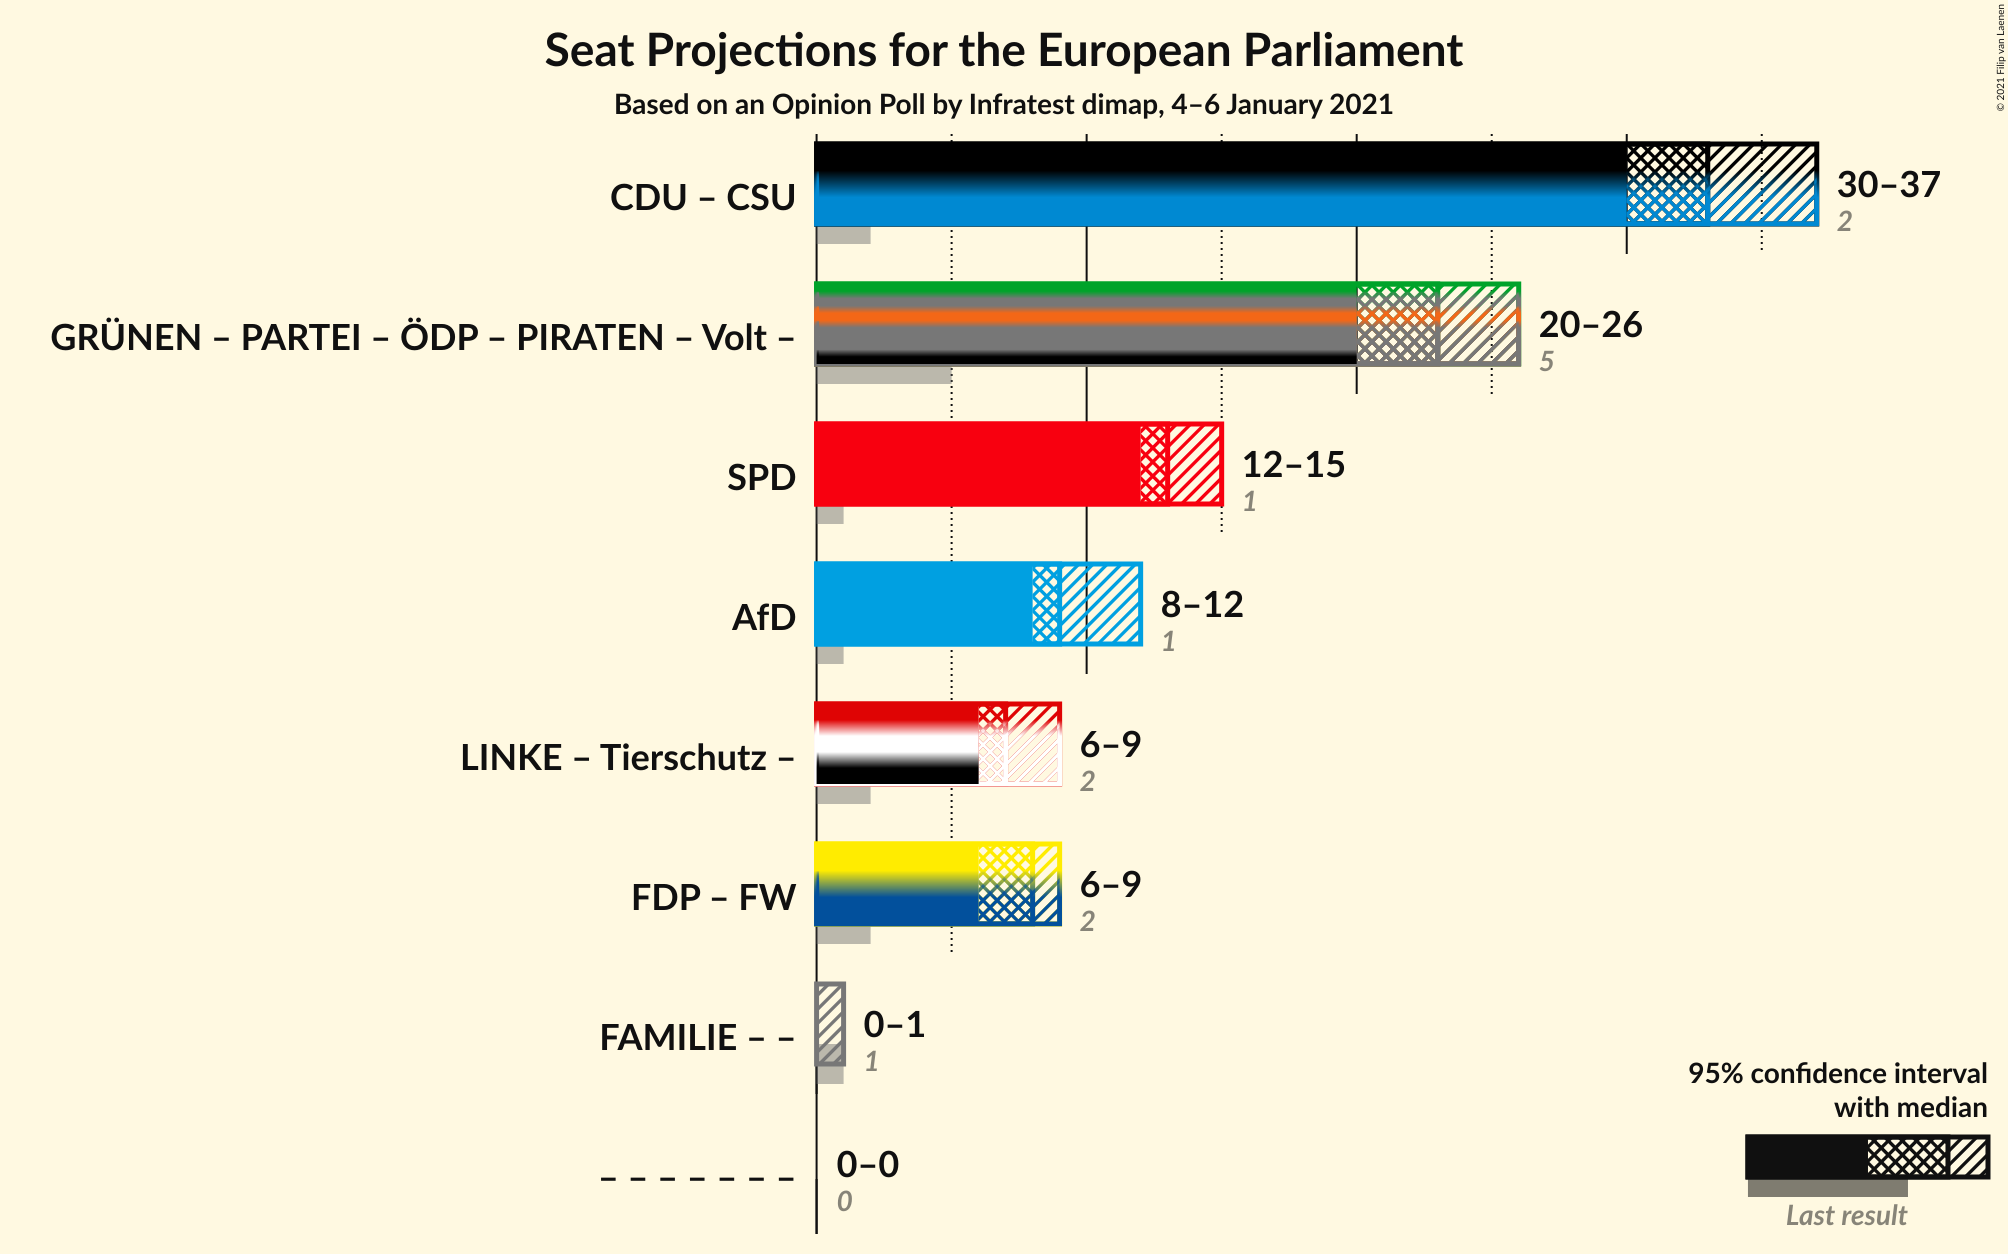 Seat Projections for the European Parliament
Based on an Opinion Poll by Infratest dimap, 4–6 January 2021
© 2021 Filip van Laenen
CDU – CSU
30–37
2
GRÜNEN – PARTEI – ÖDP – PIRATEN – Volt –
20–26
5
SPD
12–15
1
AfD
8–12
1
LINKE – Tierschutz –
6–9
2
FDP – FW
6–9
2
FAMILIE – –
0–1
1
– – – – – – –
0–0
0
95% confidence interval
with median
Last result